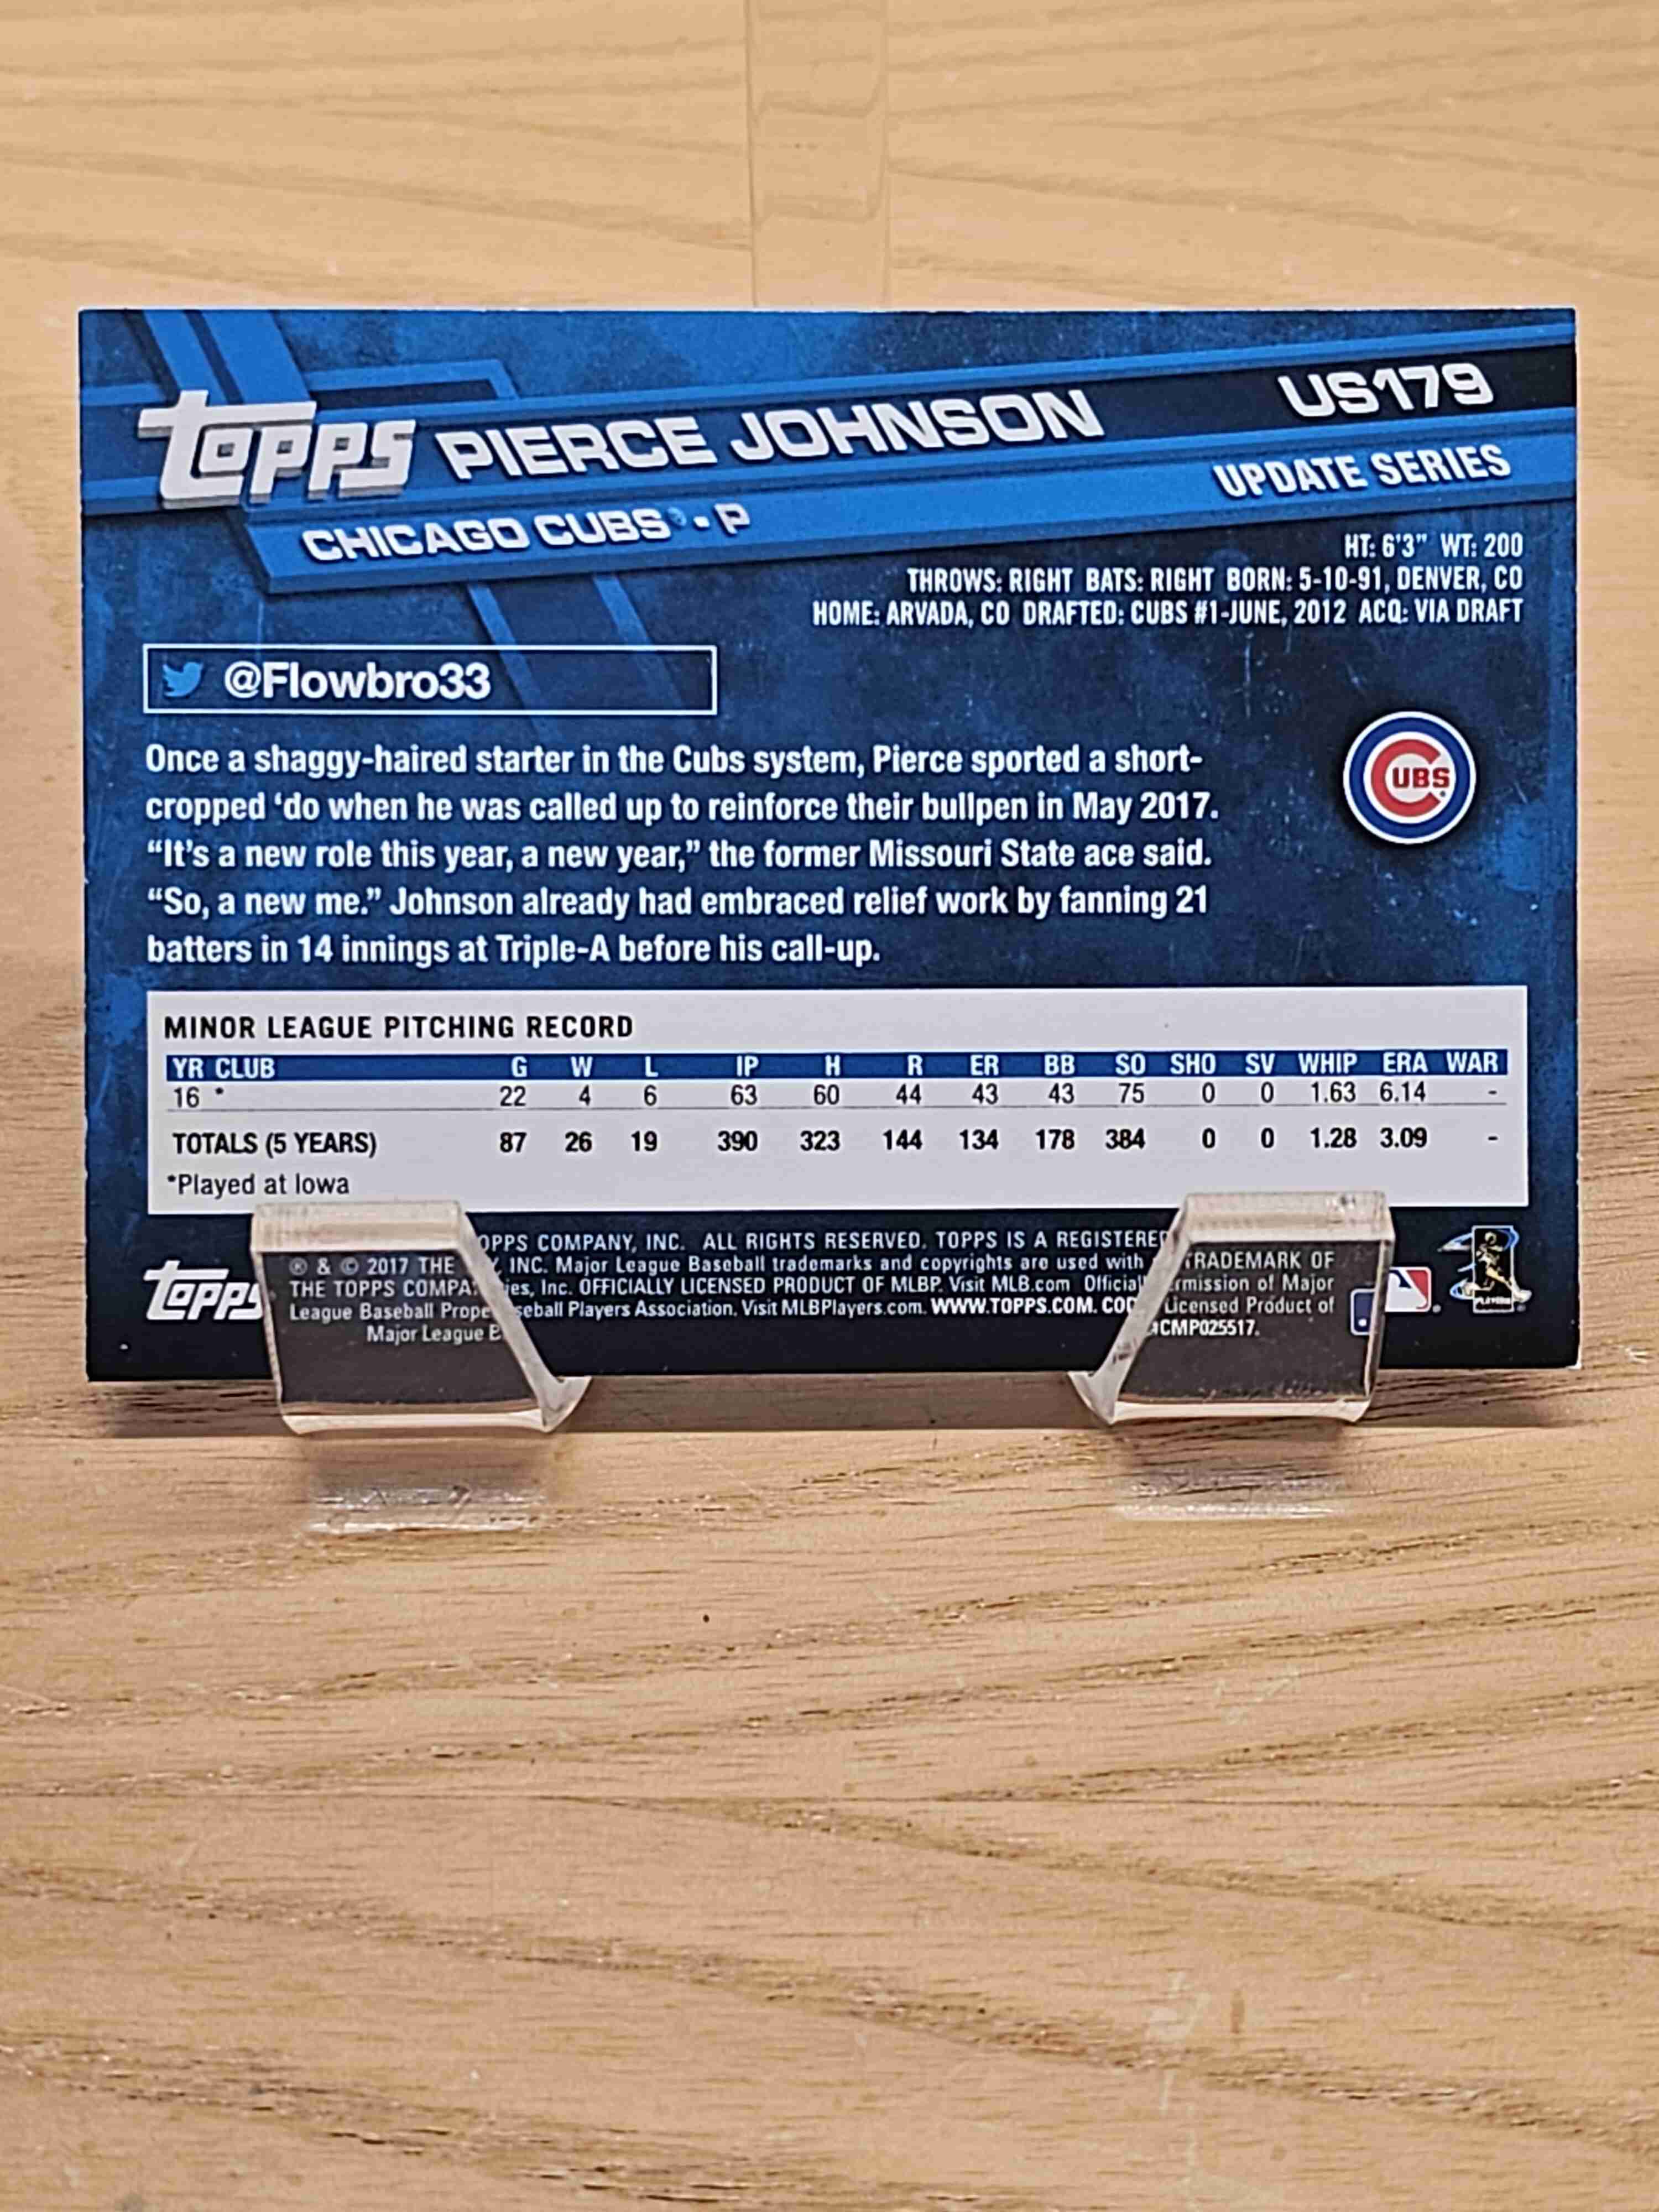 topps PIERCE JOHNSON US179
CHICAGO CUBS - P UPDATE SERIES
HT: 6'3" WT: 200
THROWS: RIGHT BATS: RIGHT BORN: 5-10-91, DENVER, CO
HOME: ARVADA, CO DRAFTED: CUBS #1-JUNE, 2012 ACQ: VIA DRAFT
@Flowbro33
CUBS
Once a shaggy-haired starter in the Cubs system, Pierce sported a short-
cropped ‘do when he was called up to reinforce their bullpen in May 2017.
“It’s a new role this year, a new year,” the former Missouri State ace said.
“So, a new me.” Johnson already had embraced relief work by fanning 21
batters in 14 innings at Triple-A before his call-up.
MINOR LEAGUE PITCHING RECORD
YR CLUB G W L IP H R ER BB SO SHO SV WHIP ERA WAR
16 * 22 4 6 63 60 44 43 43 75 0 0 1.63 6.14 -
TOTALS (5 YEARS) 87 26 19 390 323 144 134 178 384 0 0 1.28 3.09 -
*Played at Iowa
topps
® & © 2017 THE OPPS COMPANY, INC. ALL RIGHTS RESERVED. TOPPS IS A REGISTERED TRADEMARK OF
THE TOPPS COMPA INC. Major League Baseball trademarks and copyrights are used with rmission of Major
League Baseball Prope ies, Inc. OFFICIALLY LICENSED PRODUCT OF MLBP. Visit MLB.com Official Licensed Product of
Major League B seball Players Association. Visit MLBPlayers.com. WWW.TOPPS.COM. COD #CMP025517.
PLAYERS